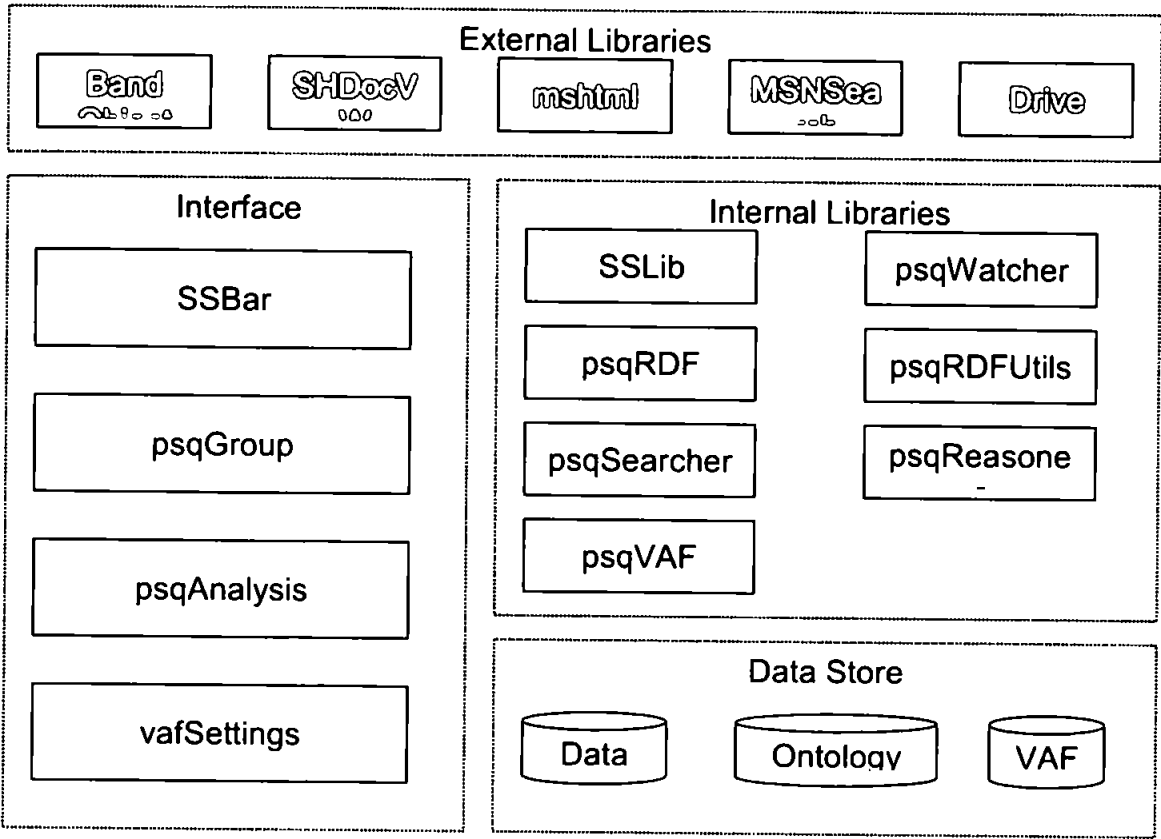 External Libraries
Band
SHDocV
mshtml
MSNSea
Drive
Interface
SSBar
psqGroup
psqAnalysis
vafSettings
Internal Libraries
SSLib
psqWatcher
psqRDF
psqRDFUtils
psqSearcher
psqReasone
psqVAF
Data Store
Data
Ontology
VAF